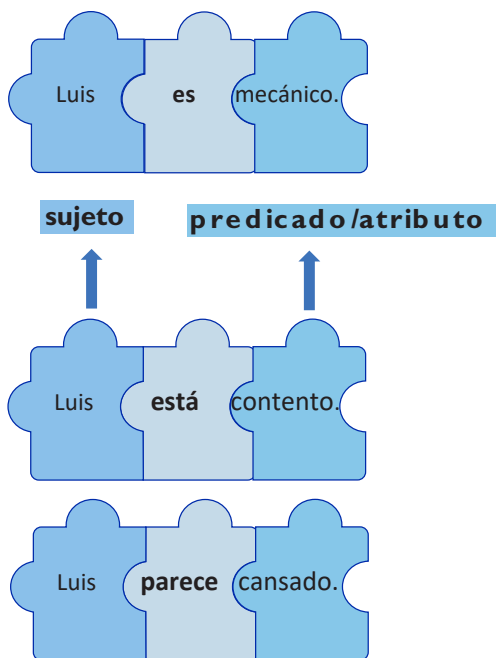 Luis es mecánico.
sujeto predicado/atributo
Luis está contento.
Luis parece cansado.